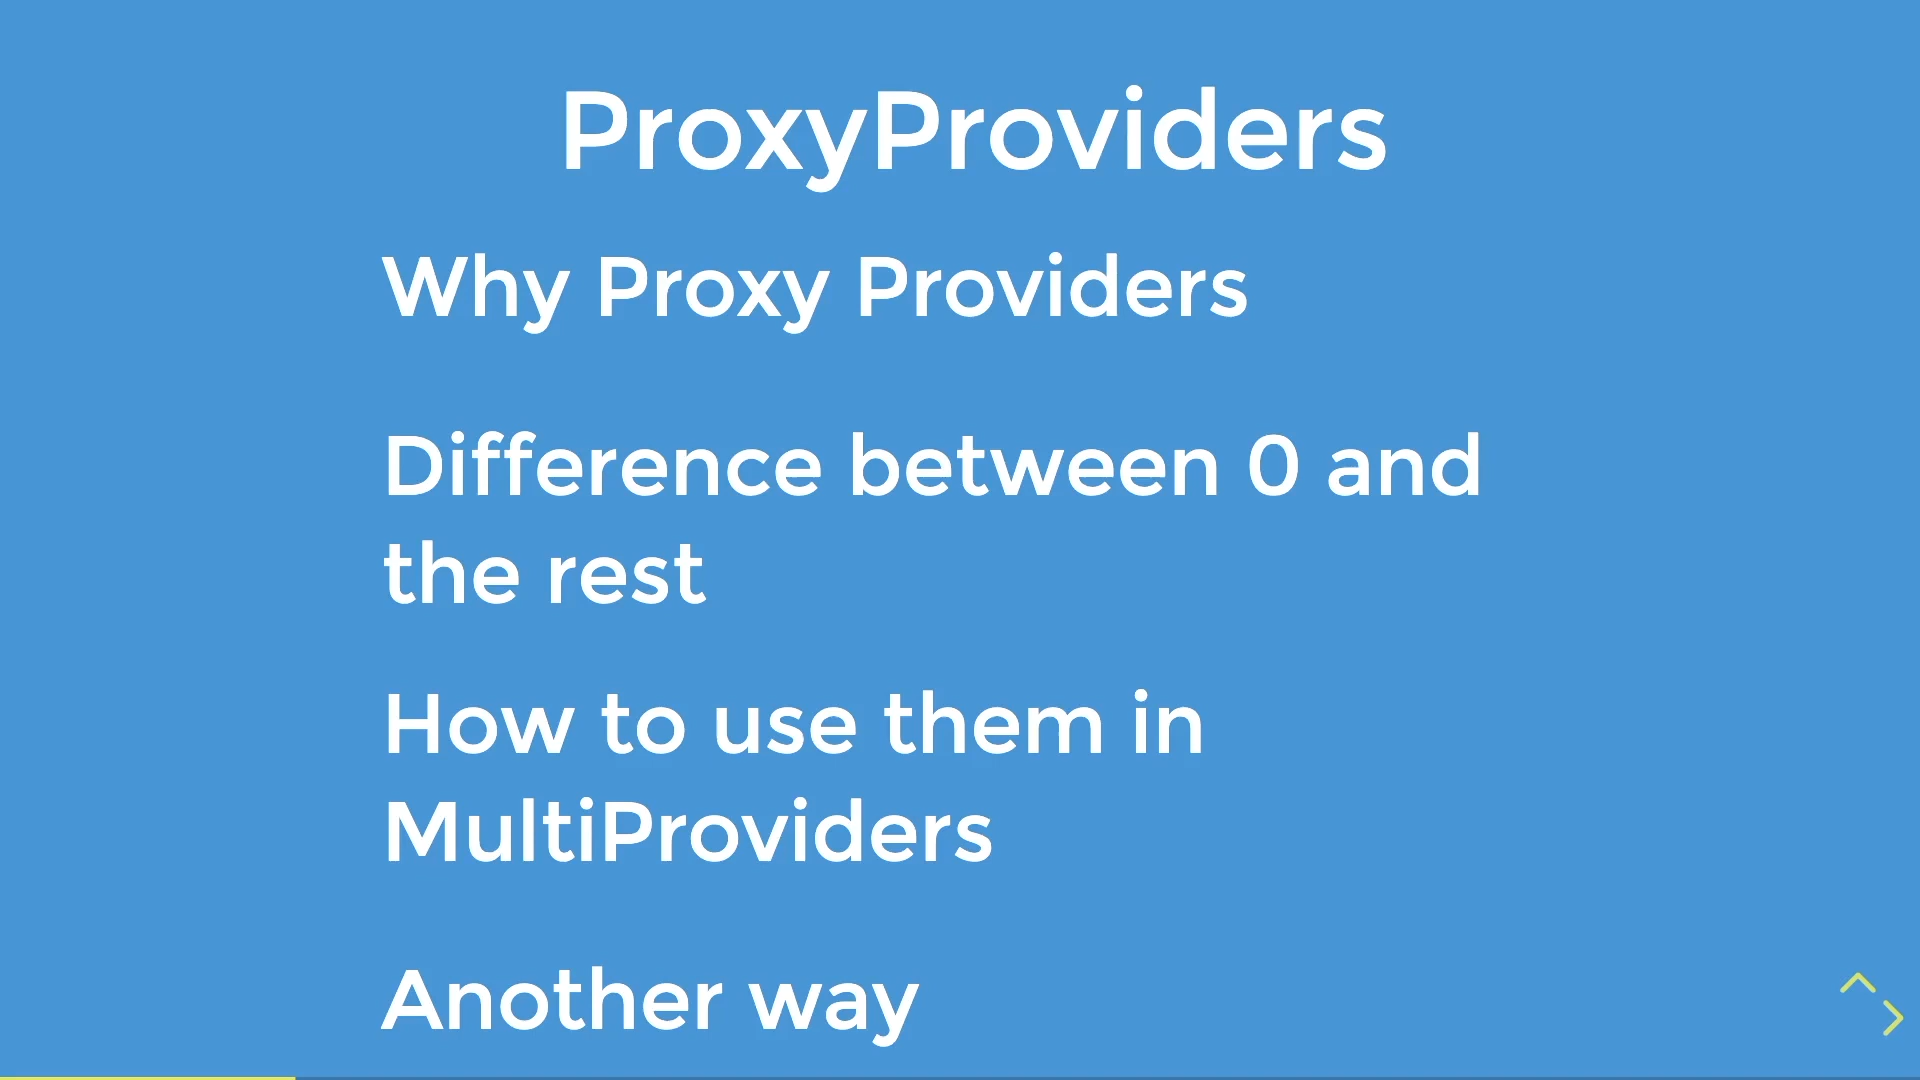 ProxyProviders
Why Proxy Providers
Difference between 0 and
the rest
How to use them in
MultiProviders
Another way